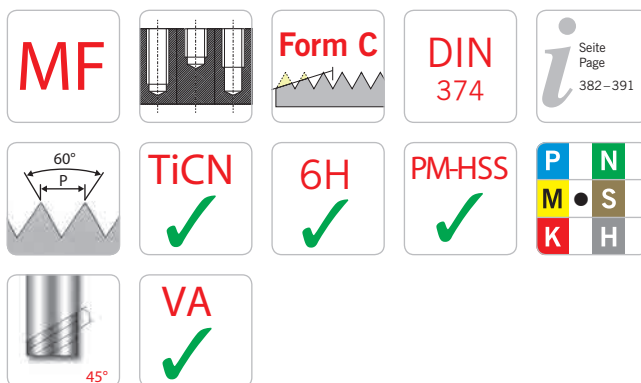 MF
Form C
DIN
374
i
Seite
Page
382–391
60°
P
TiCN
6H
PM-HSS
P N
M ● S
K H
45°
VA